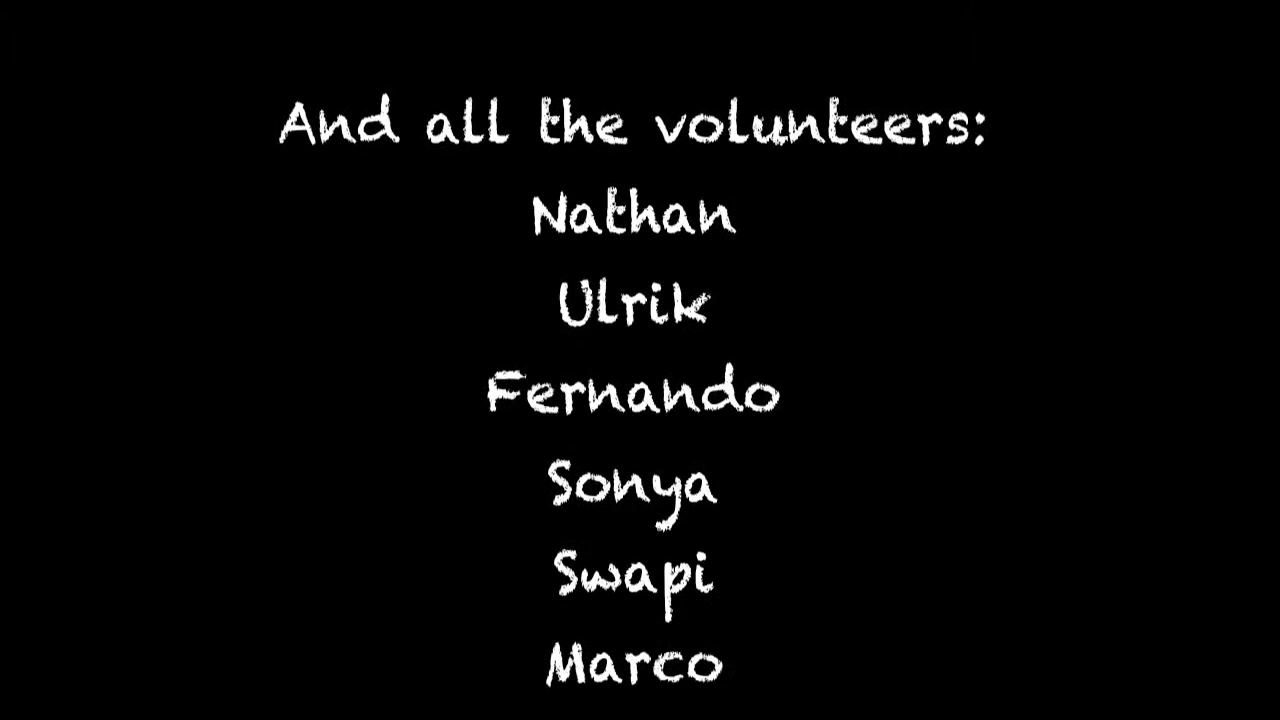 And all the volunteers:
Nathan
Ulrik
Fernando
Sonya
Swapi
Marco